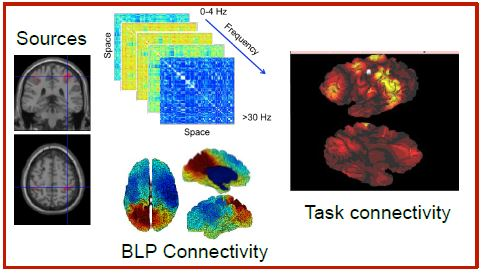 Sources
0-4 Hz
Frequency
Space
>30 Hz
Space
BLP Connectivity
Task connectivity